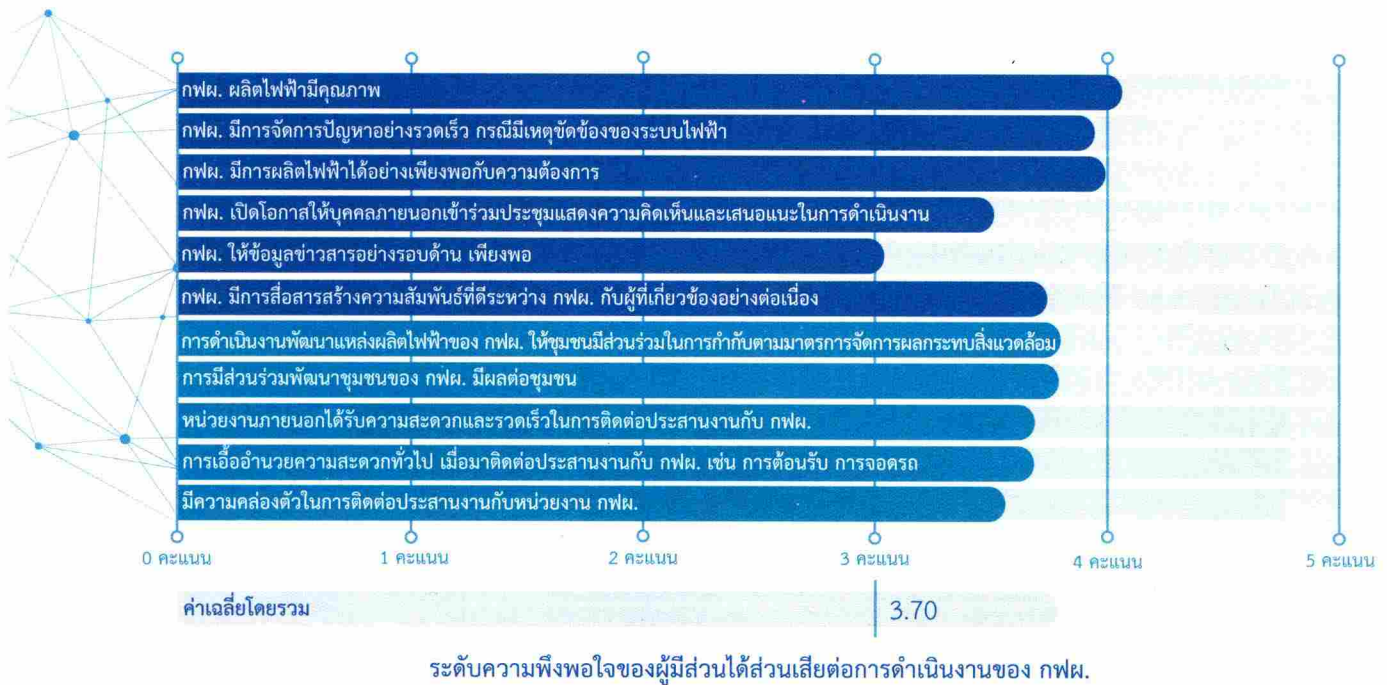 กฟผ. ผลิตไฟฟ้ามีคุณภาพ
กฟผ. มีการจัดการปัญหาอย่างรวดเร็ว กรณีมีเหตุขัดข้องของระบบไฟฟ้า
กฟผ. มีการผลิตไฟฟ้าได้อย่างเพียงพอกับความต้องการ
กฟผ. เปิดโอกาสให้บุคคลภายนอกเข้าร่วมประชุมแสดงความคิดเห็นและเสนอแนะในการดำเนินงาน
กฟผ. ให้ข้อมูลข่าวสารอย่างรอบด้าน เพียงพอ
กฟผ. มีการสื่อสารสร้างความสัมพันธ์ที่ดีระหว่าง กฟผ. กับผู้ที่เกี่ยวข้องอย่างต่อเนื่อง
การดำเนินงานพัฒนาแหล่งผลิตไฟฟ้าของ กฟผ. ให้ชุมชนมีส่วนร่วมในการกำกับตามมาตรการจัดการผลกระทบสิ่งแวดล้อม
การมีส่วนร่วมพัฒนาชุมชนของ กฟผ. มีผลต่อชุมชน
หน่วยงานภายนอกได้รับความสะดวกและรวดเร็วในการติดต่อประสานงานกับ กฟผ.
การเอื้ออำนวยความสะดวกทั่วไป เมื่อมาติดต่อประสานงานกับ กฟผ. เช่น การต้อนรับ การจอดรถ
มีความคล่องตัวในการติดต่อประสานงานกับหน่วยงาน กฟผ.
0 คะแนน 1 คะแนน 2 คะแนน 3 คะแนน 4 คะแนน 5 คะแนน
ค่าเฉลี่ยโดยรวม 3.70
ระดับความพึงพอใจของผู้มีส่วนได้ส่วนเสียต่อการดำเนินงานของ กฟผ.